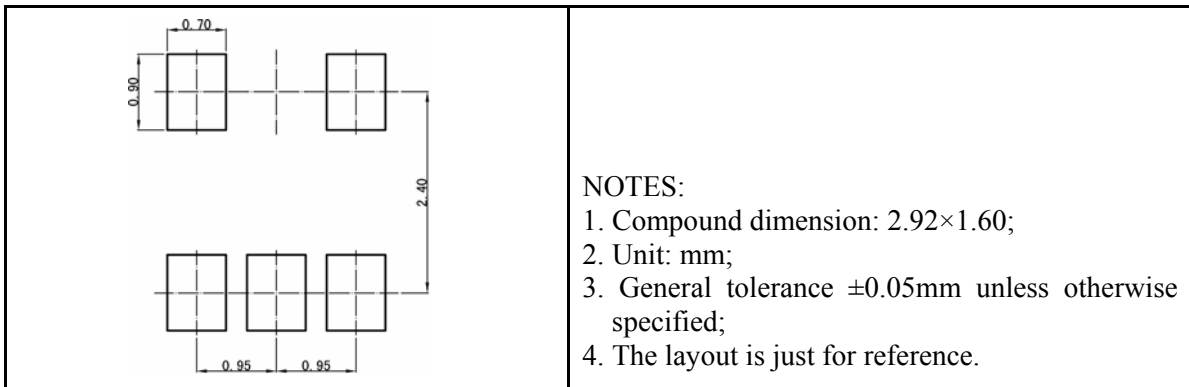 0.70
0.90
2.40
0.95 0.95
NOTES:
1. Compound dimension: 2.92×1.60;
2. Unit: mm;
3. General tolerance ±0.05mm unless otherwise
specified;
4. The layout is just for reference.